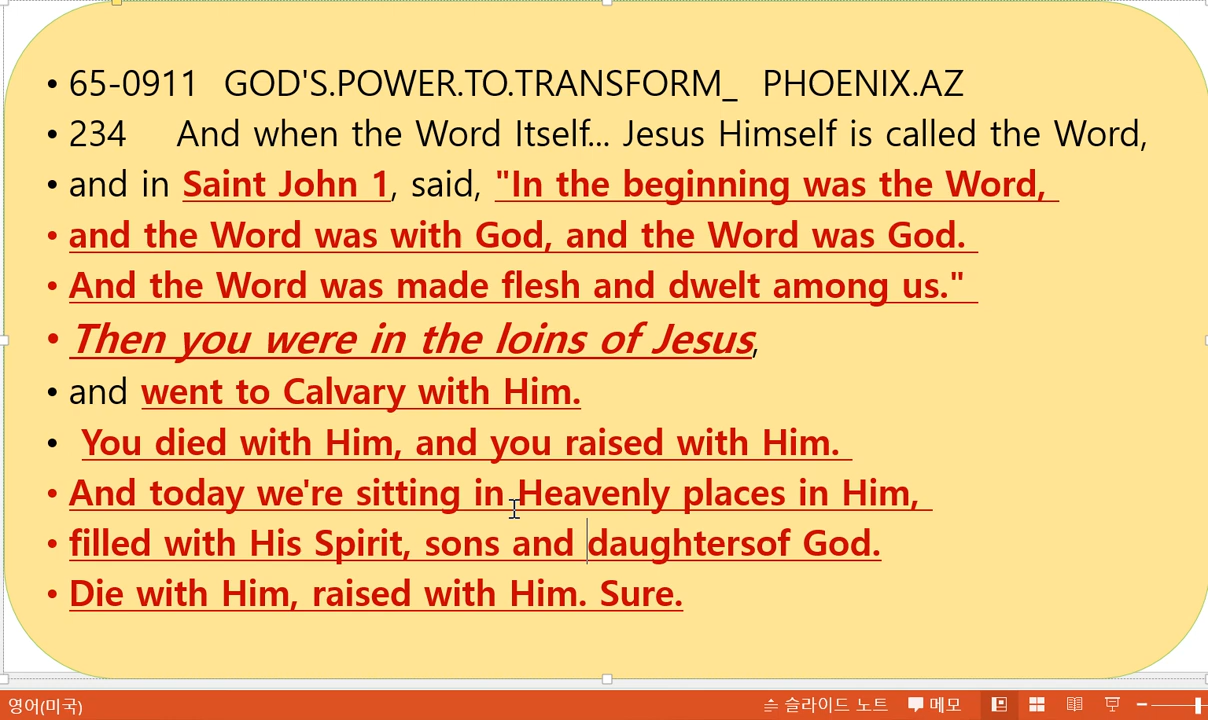 • 65-0911 GOD'S.POWER.TO.TRANSFORM_ PHOENIX.AZ
• 234 And when the Word Itself... Jesus Himself is called the Word,
• and in Saint John 1, said, "In the beginning was the Word,
• and the Word was with God, and the Word was God.
• And the Word was made flesh and dwelt among us."
• Then you were in the loins of Jesus,
• and went to Calvary with Him.
• You died with Him, and you raised with Him.
• And today we're sitting in Heavenly places in Him,
• filled with His Spirit, sons and daughtersof God.
• Die with Him, raised with Him. Sure.
영어(미국) 슬라이드 노트 메모